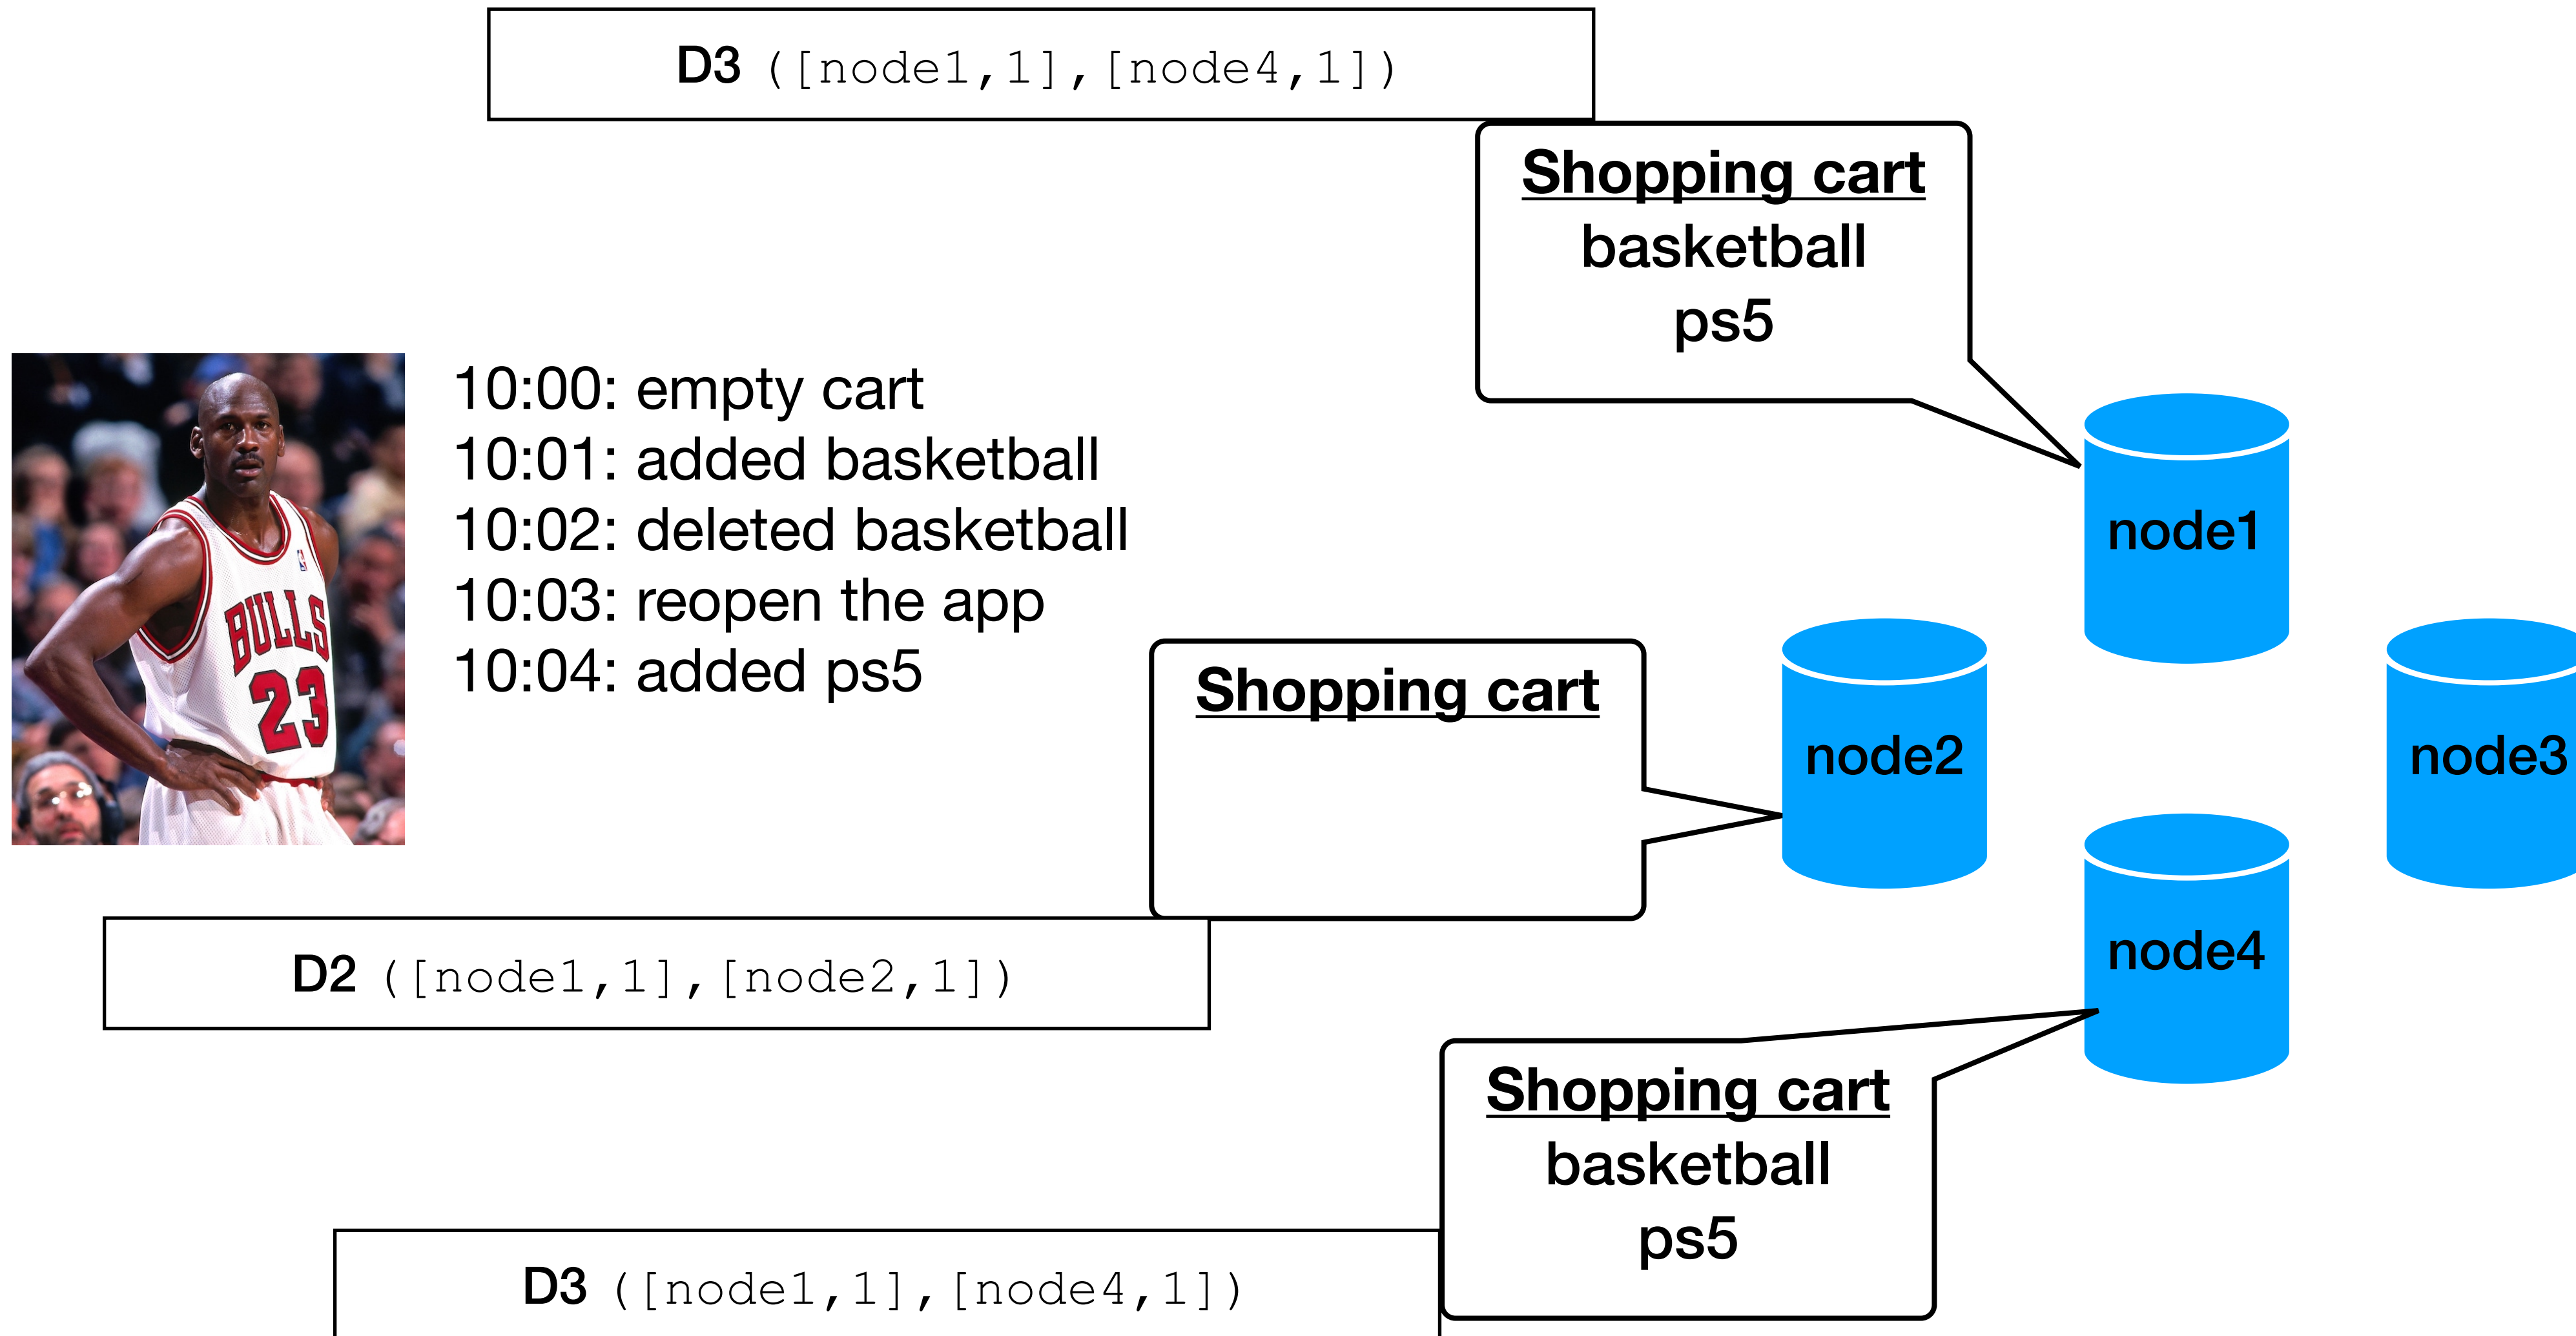 D3 ([node1,1],[node4,1])
Shopping cart
basketball
ps5
10:00: empty cart
10:01: added basketball
10:02: deleted basketball
10:03: reopen the app
10:04: added ps5
BULLS
23
node1
Shopping cart
node2
node3
D2 ([node1,1],[node2,1])
node4
Shopping cart
basketball
ps5
D3 ([node1,1],[node4,1])